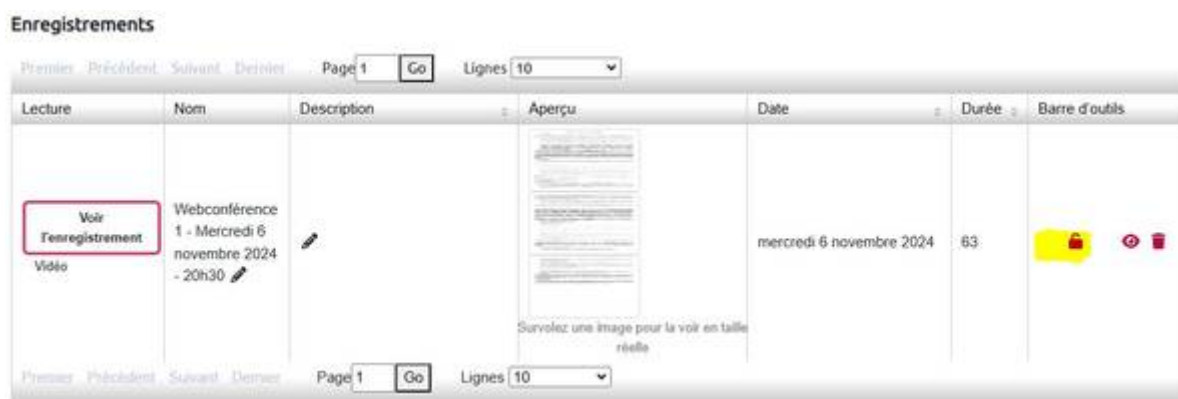 Enregistrements
Premier Précédent Suivant Dernier Page 1 Go Lignes 10
Lecture Nom Description Aperçu Date Durée Barre d'outils
Voir
l'enregistrement
Vidéo
Webconférence
1 - Mercredi 6
novembre 2024
- 20h30
Survolez une image pour la voir en taille
réelle
mercredi 6 novembre 2024
63
Premier Précédent Suivant Dernier Page 1 Go Lignes 10